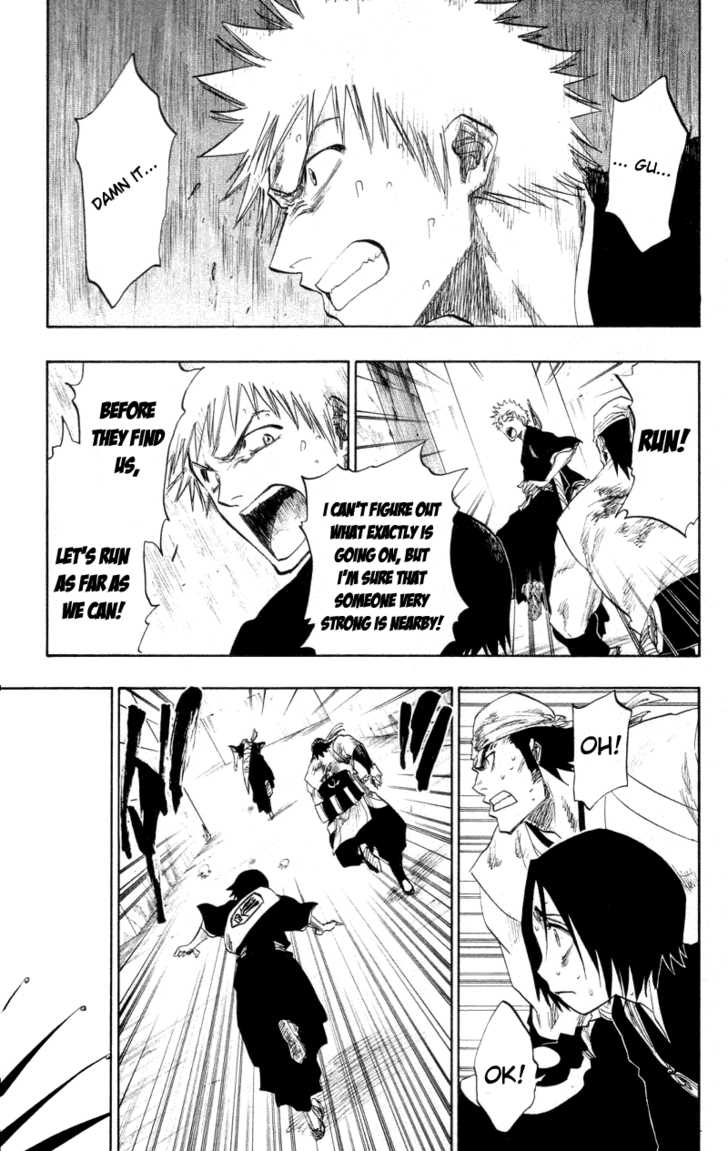 ... GU...
DAMN IT...
RUN!
I CAN'T FIGURE OUT
WHAT EXACTLY IS
GOING ON, BUT
I'M SURE THAT
SOMEONE VERY
STRONG IS NEARBY!
BEFORE
THEY FIND
US,
LET'S RUN
AS FAR AS
WE CAN!
OH!
OK!